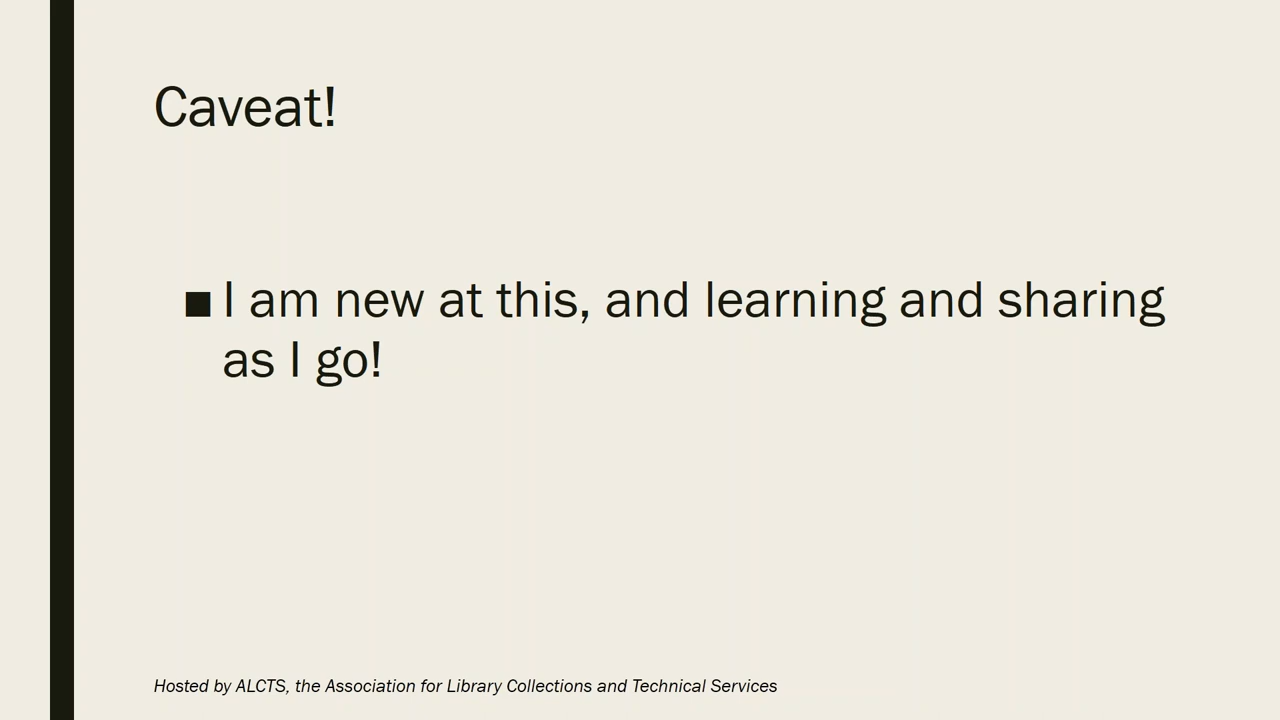 Caveat!
■ I am new at this, and learning and sharing
as I go!
Hosted by ALCTS, the Association for Library Collections and Technical Services